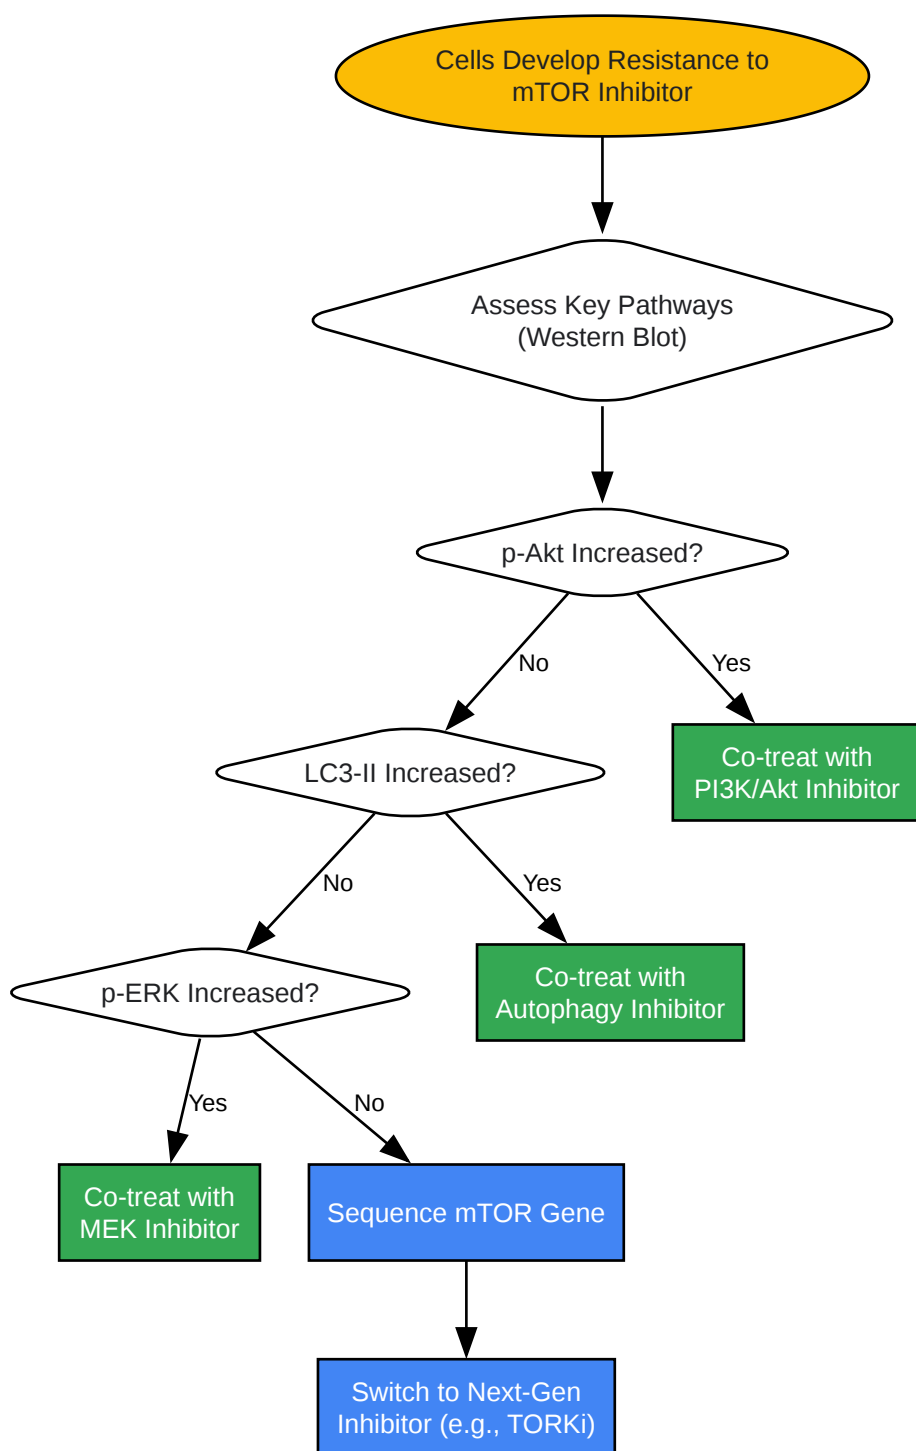 Cells Develop Resistance to
mTOR Inhibitor
Assess Key Pathways
(Western Blot)
p-Akt Increased?
No
Yes
LC3-II Increased?
Co-treat with
PI3K/Akt Inhibitor
No
Yes
p-ERK Increased?
Co-treat with
Autophagy Inhibitor
Yes
No
Co-treat with
MEK Inhibitor
Sequence mTOR Gene
Switch to Next-Gen
Inhibitor (e.g., TORKi)